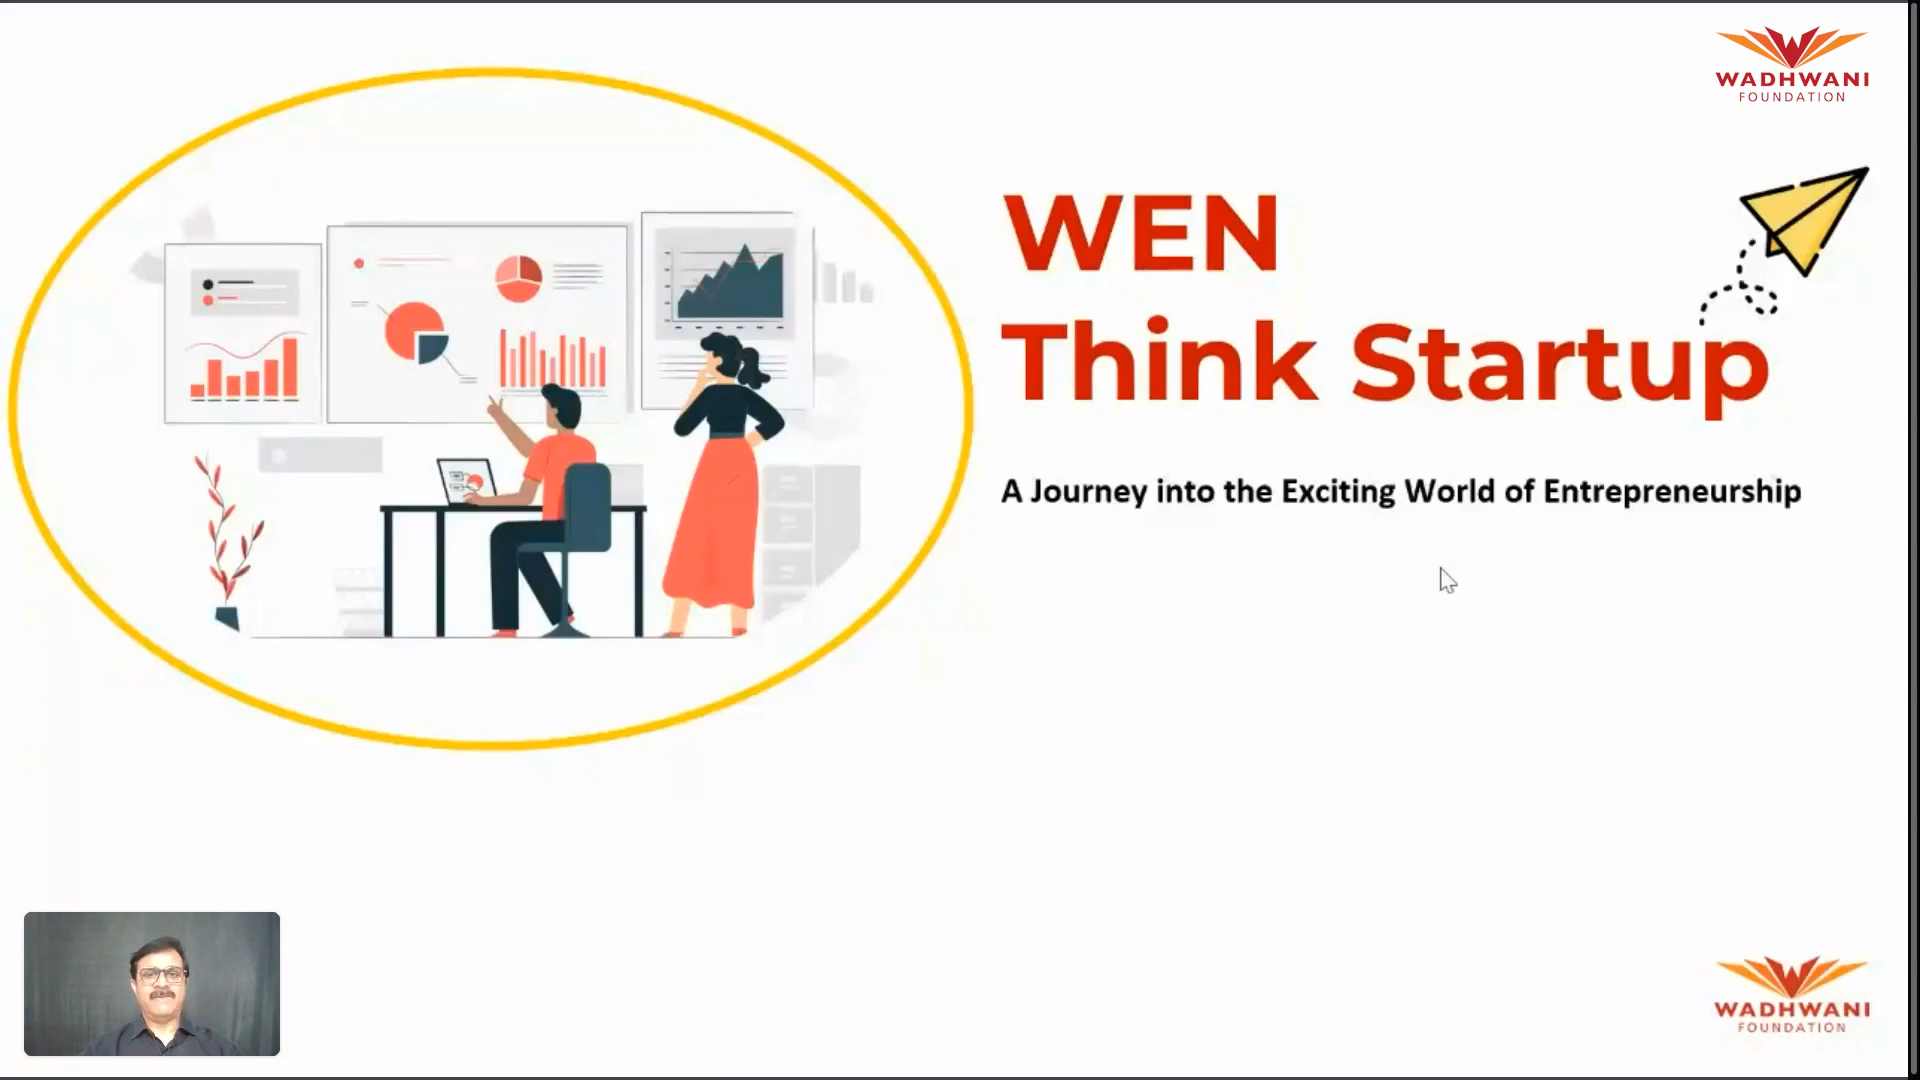 WADHWANI
FOUNDATION
WEN
Think Startup
A Journey into the Exciting World of Entrepreneurship
WADHWANI
FOUNDATION